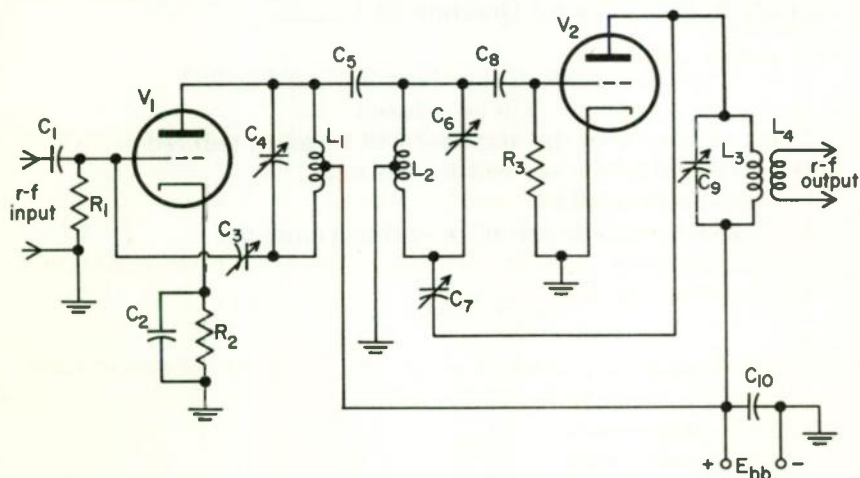 V₂
C₅
C₈
V₁
C₁
C₄
L₁
C₆
L₂
R₃
L₃
L₄
C₉
r-f
input
R₁
C₃
C₇
r-f
output
C₂
R₂
C₁₀
+ Ebb −